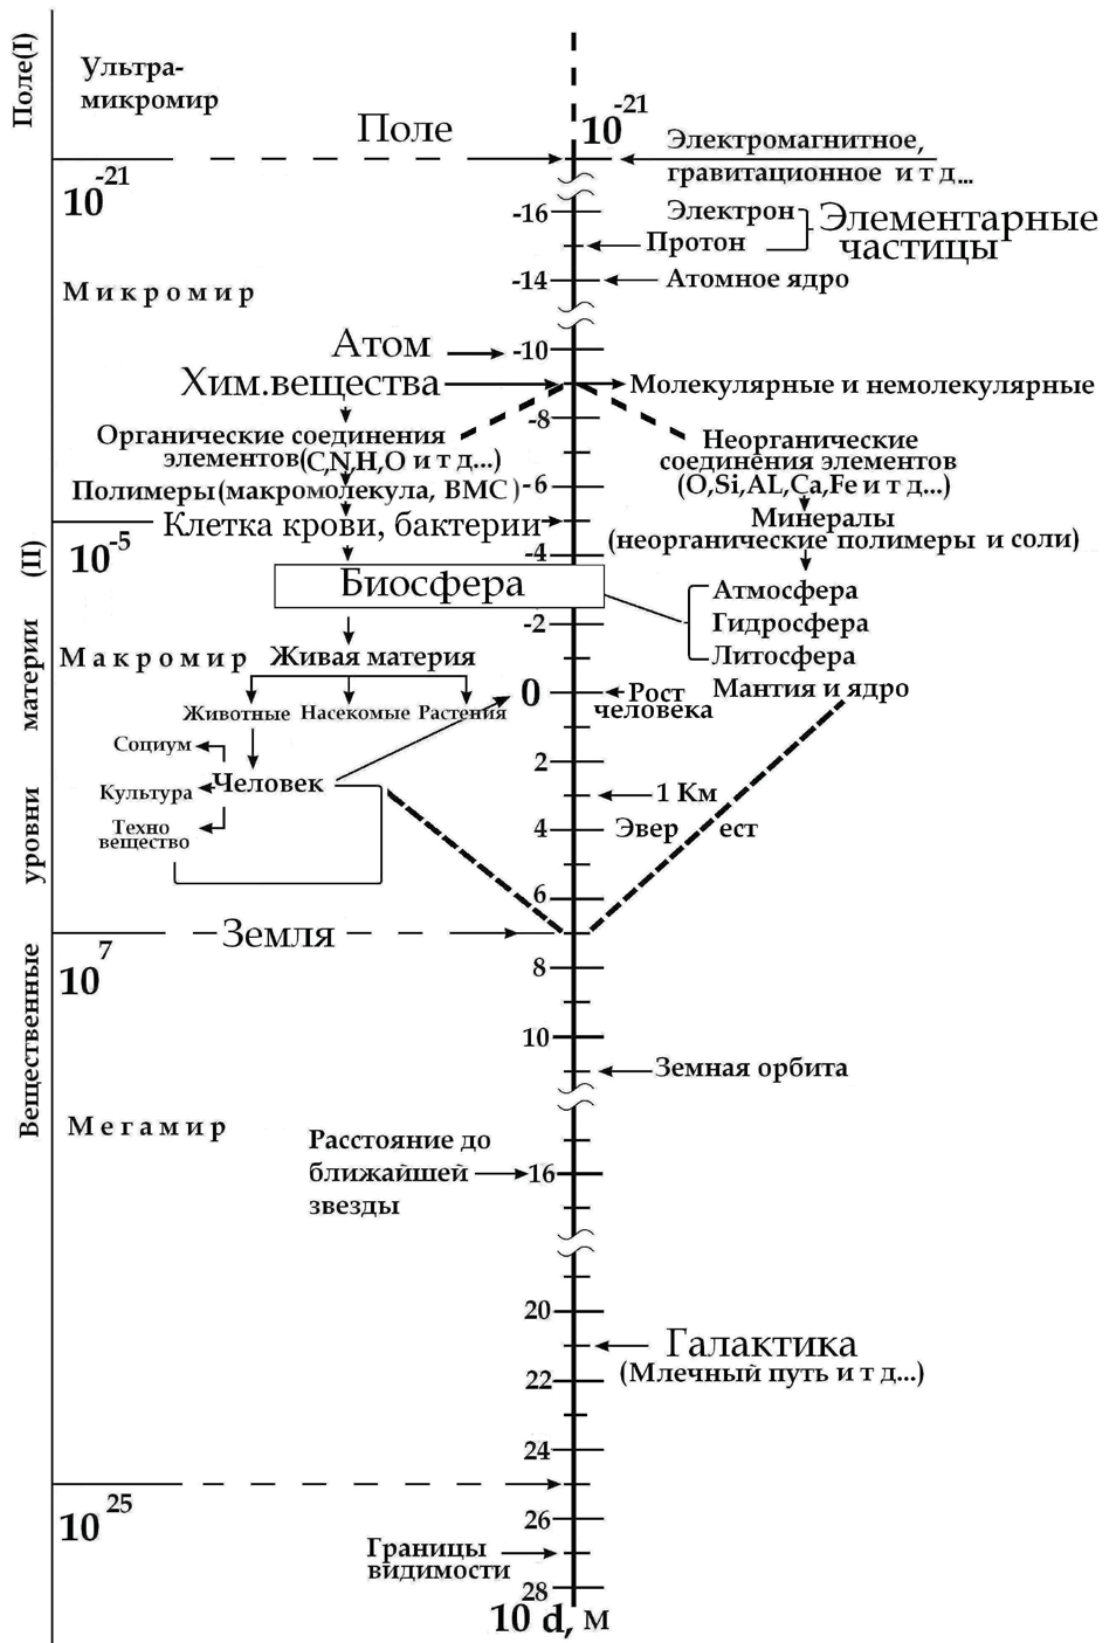 Поле(I)
Ультра-
микромир
Поле
10-21
Электромагнитное,
гравитационное и т д...
10-21
-16
Электрон
Протон
Элементарные
частицы
-14
Атомное ядро
Микромир
Атом
-10
Хим.вещества
Молекулярные и немолекулярные
-8
Органические соединения
элементов(C,N,H,O и т д...)
Неорганические
соединения элементов
(O,Si,AL,Ca,Fe и т д...)
Полимеры(макромолекула, ВМС)
-6
Клетка крови, бактерии
Минералы
(неорганические полимеры и соли)
10-5
-4
Биосфера
Атмосфера
Гидросфера
Литосфера
Мантия и ядро
-2
Макромир
Живая материя
0
Рост
человека
Животные Насекомые Растения
Социум
Культура
Человек
Техно
вещество
2
1 Км
4
Эвер ест
6
Вещественные уровни материи (II)
Земля
10 7
8
10
Земная орбита
Мегамир
Расстояние до
ближайшей
звезды
16
20
Галактика
(Млечный путь и т д...)
22
24
10 25
26
Границы
видимости
28
10 d, м